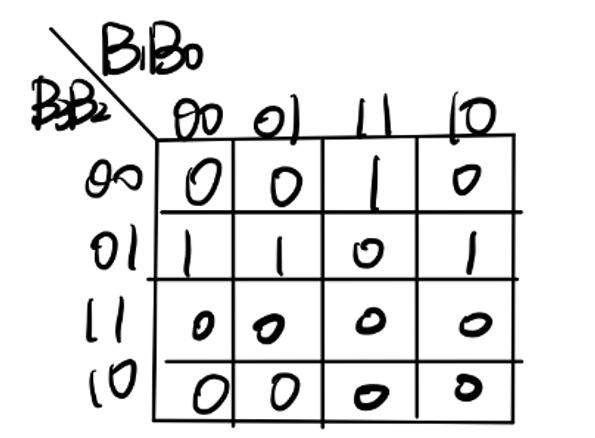 B₁B₀
B₃B₂
00 01 11 10
00 0 0 1 0
01 1 1 0 1
11 0 0 0 0
10 0 0 0 0